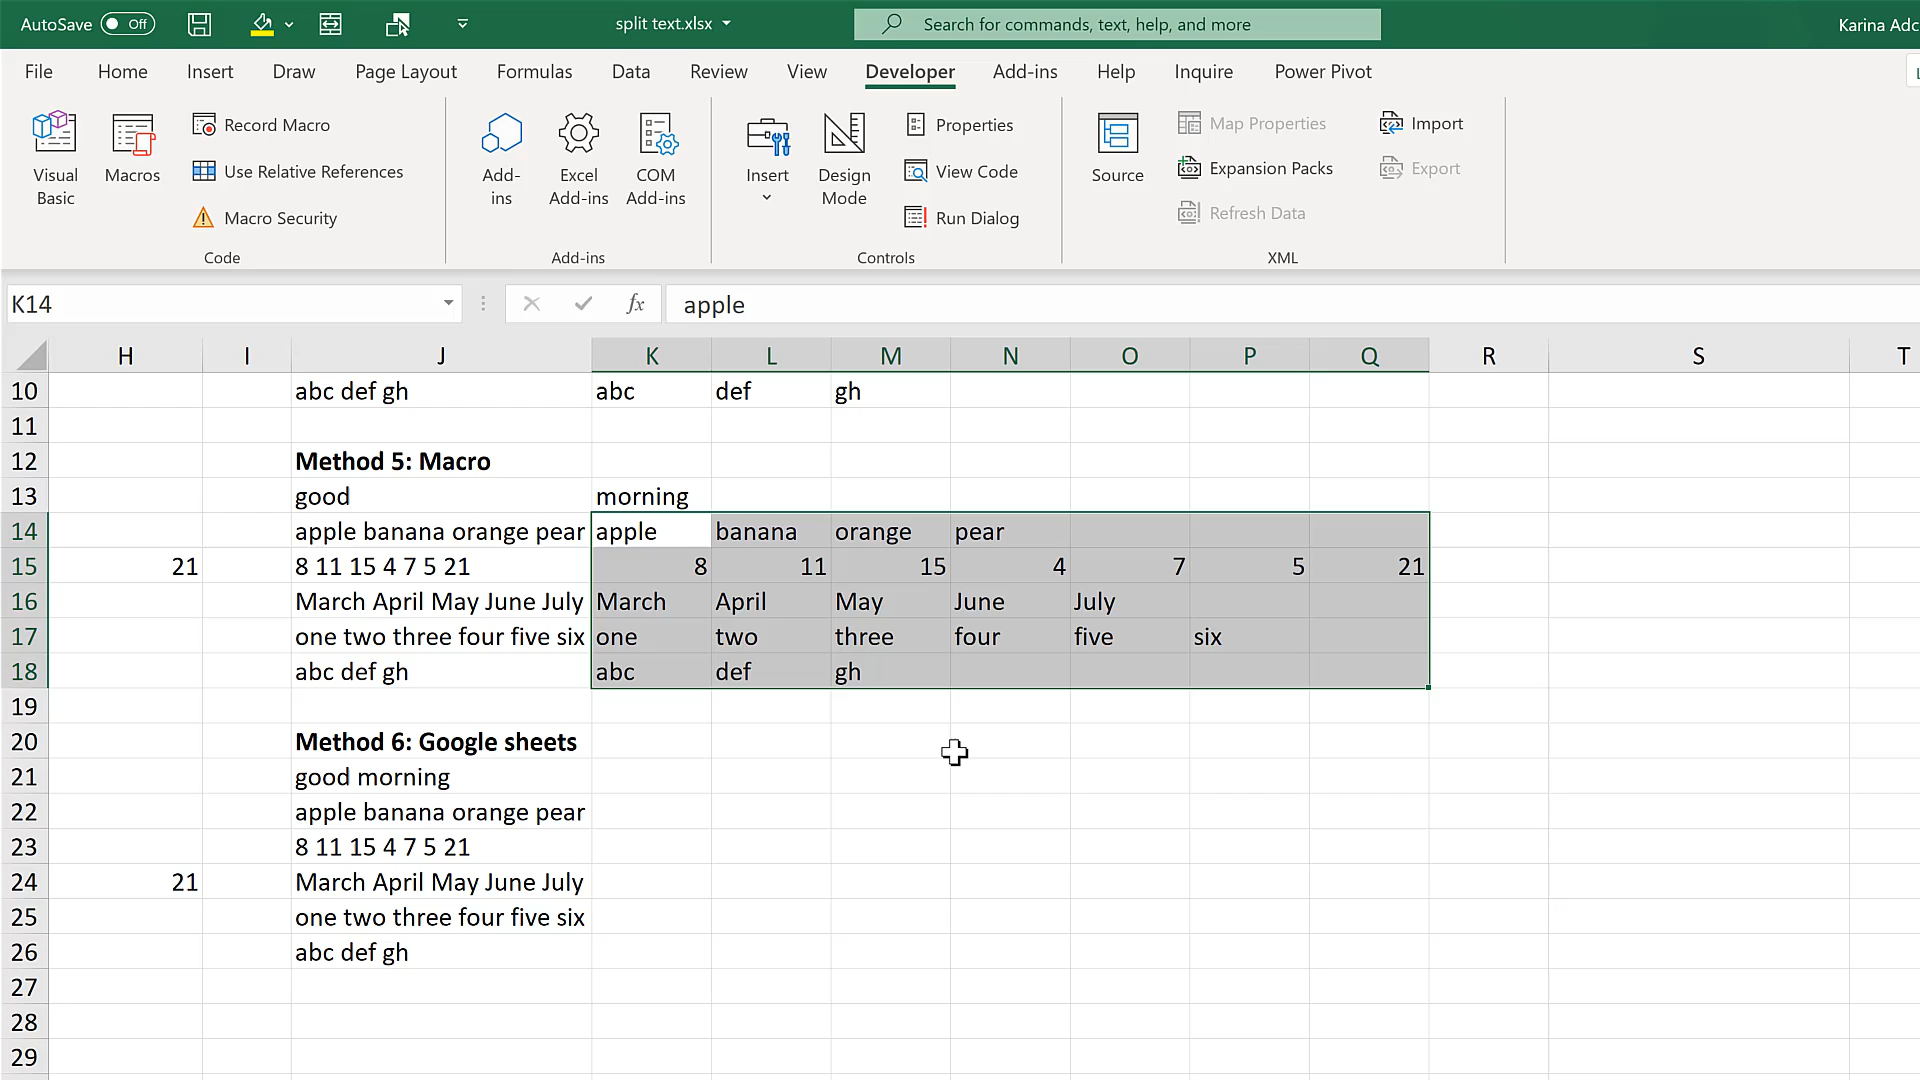 AutoSave Off split text.xlsx Search for commands, text, help, and more Karina Adc
File Home Insert Draw Page Layout Formulas Data Review View Developer Add-ins Help Inquire Power Pivot
Visual Basic
Macros
Record Macro
Use Relative References
Macro Security
Code
Add-ins
Excel Add-ins
COM Add-ins
Add-ins
Insert
Design Mode
Properties
View Code
Run Dialog
Controls
Source
Map Properties
Expansion Packs
Refresh Data
Import
Export
XML
K14 fx apple
H I J K L M N O P Q R S T
10 abc def gh abc def gh
11
12 Method 5: Macro
13 good morning
14 apple banana orange pear apple banana orange pear
15 21 8 11 15 4 7 5 21 8 11 15 4 7 5 21
16 March April May June July March April May June July
17 one two three four five six one two three four five six
18 abc def gh abc def gh
19
20 Method 6: Google sheets
21 good morning
22 apple banana orange pear
23 8 11 15 4 7 5 21
24 21 March April May June July
25 one two three four five six
26 abc def gh
27
28
29